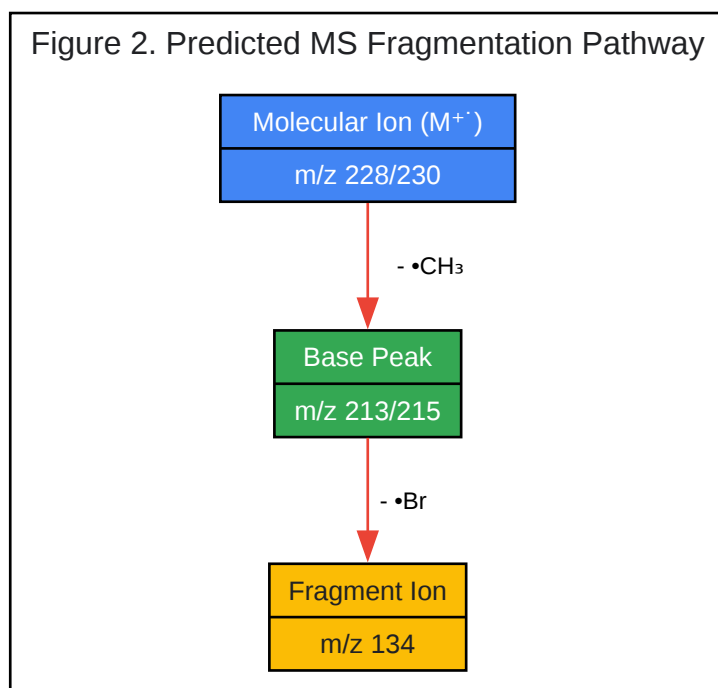 Figure 2. Predicted MS Fragmentation Pathway
Molecular Ion (M⁺˙)
m/z 228/230
- •CH₃
Base Peak
m/z 213/215
- •Br
Fragment Ion
m/z 134